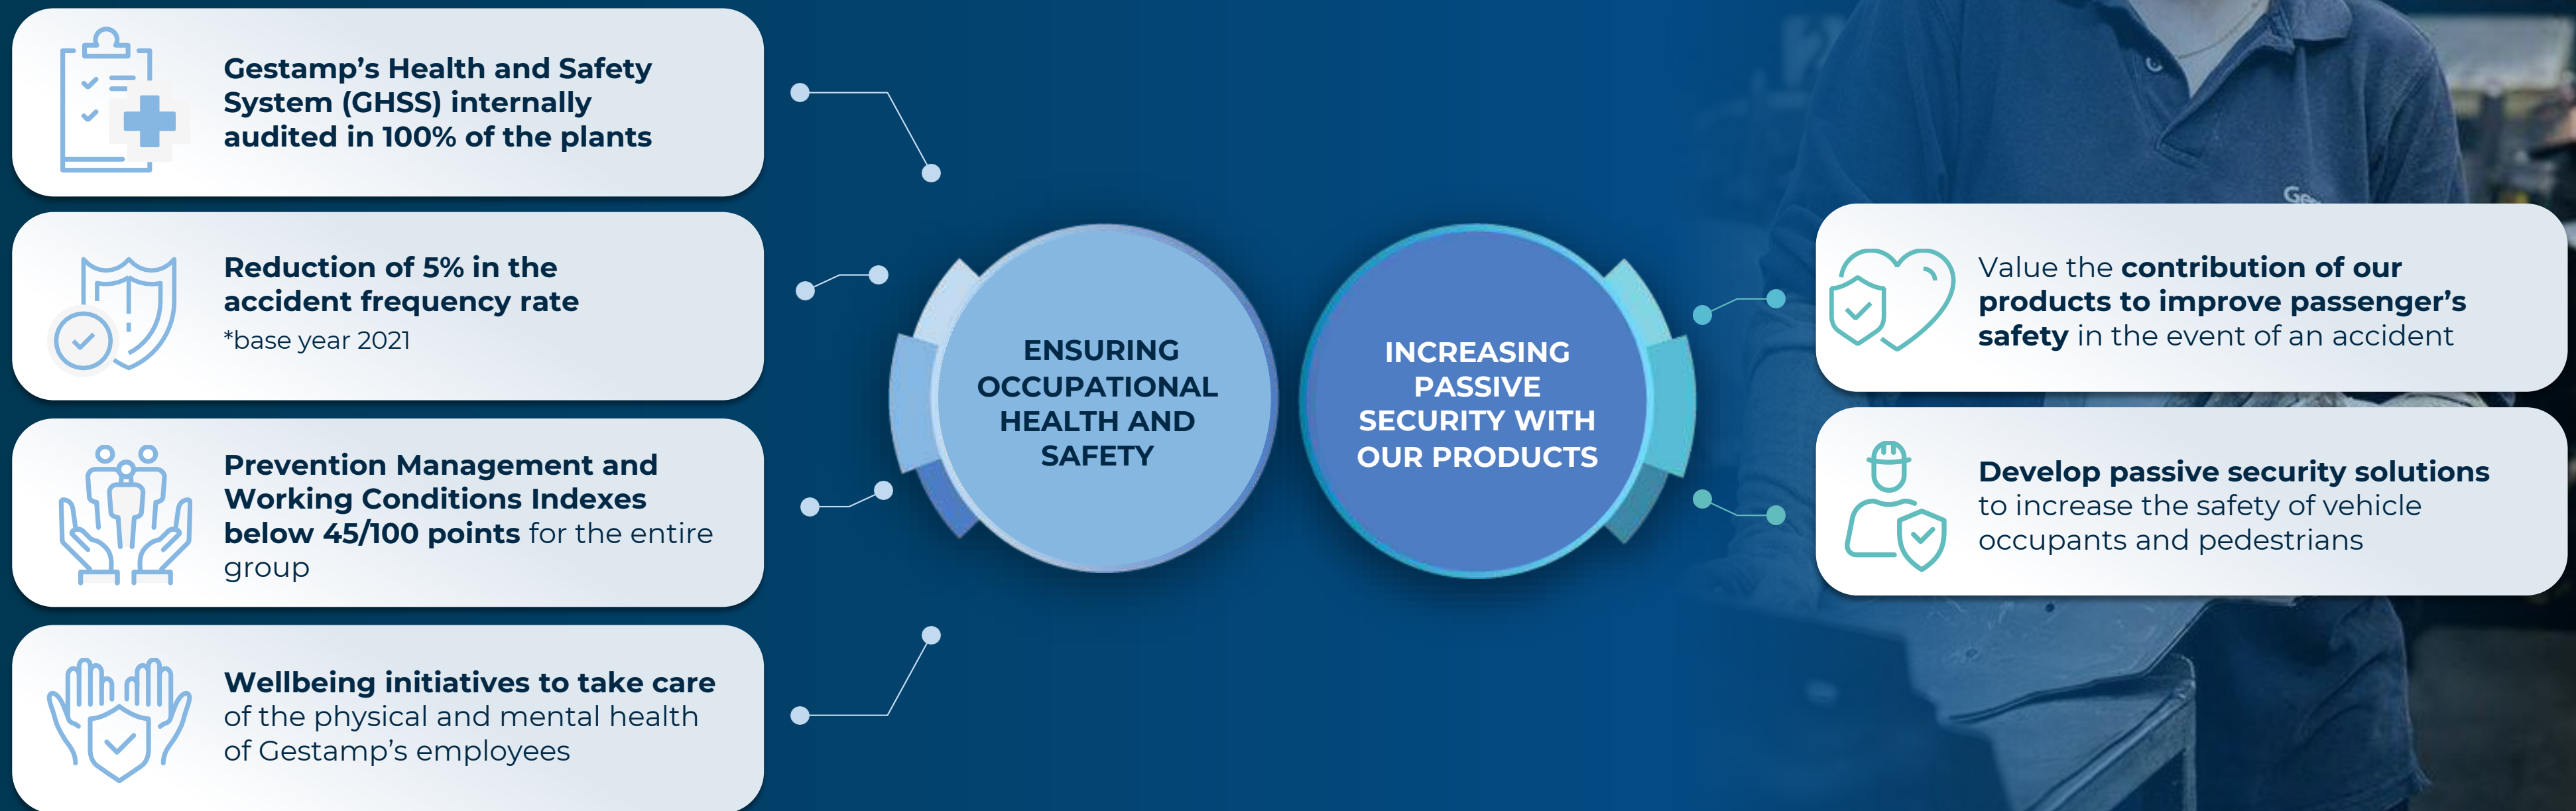 Gestamp's Health and Safety
System (GHSS) internally
audited in 100% of the plants
Reduction of 5% in the
accident frequency rate
*base year 2021
Prevention Management and
Working Conditions Indexes
below 45/100 points for the entire
group
Wellbeing initiatives to take care
of the physical and mental health
of Gestamp's employees
ENSURING
OCCUPATIONAL
HEALTH AND
SAFETY
INCREASING
PASSIVE
SECURITY WITH
OUR PRODUCTS
Value the contribution of our
products to improve passenger's
safety in the event of an accident
Develop passive security solutions
to increase the safety of vehicle
occupants and pedestrians